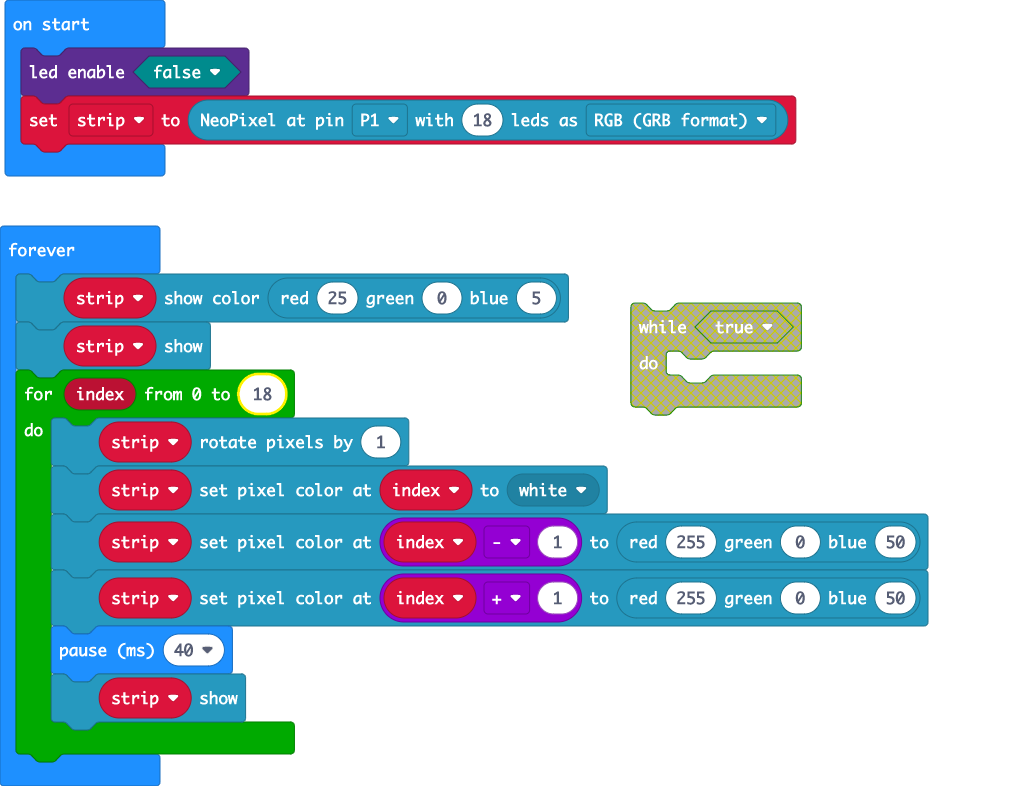 on start
led enable false
set strip to NeoPixel at pin P1 with 18 leds as RGB (GRB format)
forever
strip show color red 25 green 0 blue 5
strip show
while true
do
for index from 0 to 18
do
strip rotate pixels by 1
strip set pixel color at index to white
strip set pixel color at index - 1 to red 255 green 0 blue 50
strip set pixel color at index + 1 to red 255 green 0 blue 50
pause (ms) 40
strip show